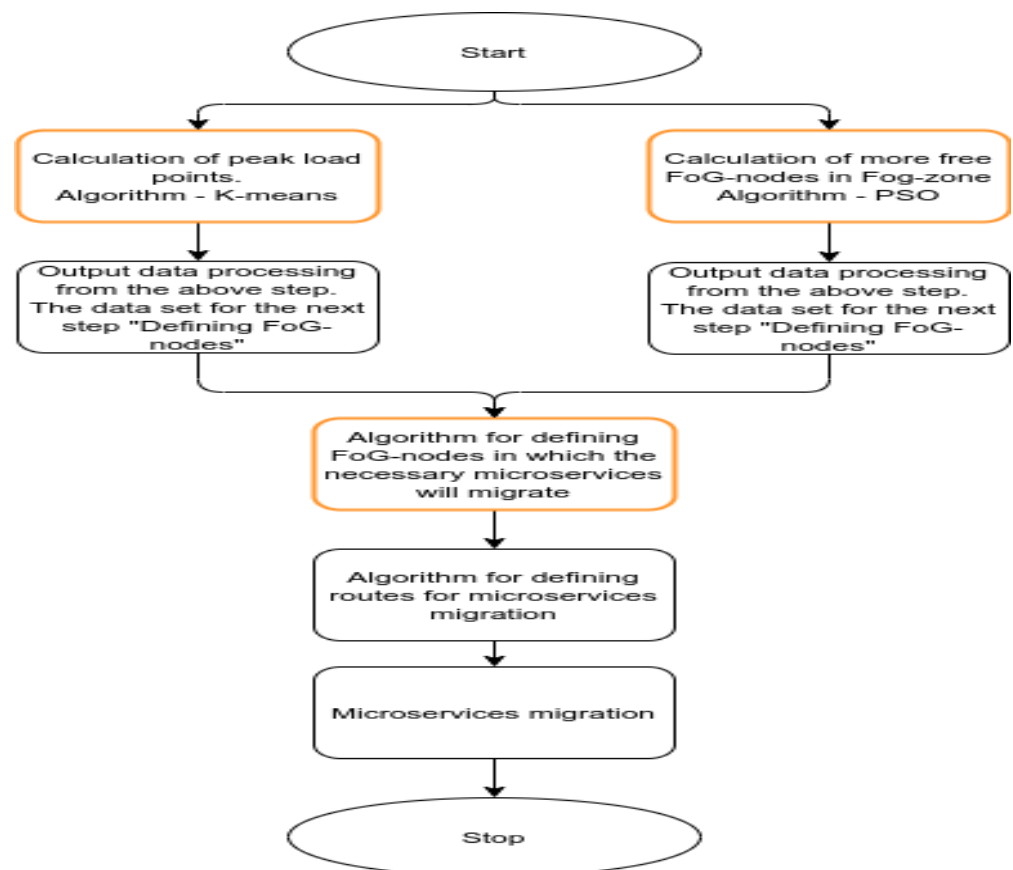 Start
Calculation of peak load
points.
Algorithm - K-means
Calculation of more free
FoG-nodes in Fog-zone
Algorithm - PSO
Output data processing
from the above step.
The data set for the next
step "Defining FoG-
nodes"
Output data processing
from the above step.
The data set for the next
step "Defining FoG-
nodes"
Algorithm for defining
FoG-nodes in which the
necessary microservices
will migrate
Algorithm for defining
routes for microservices
migration
Microservices migration
Stop